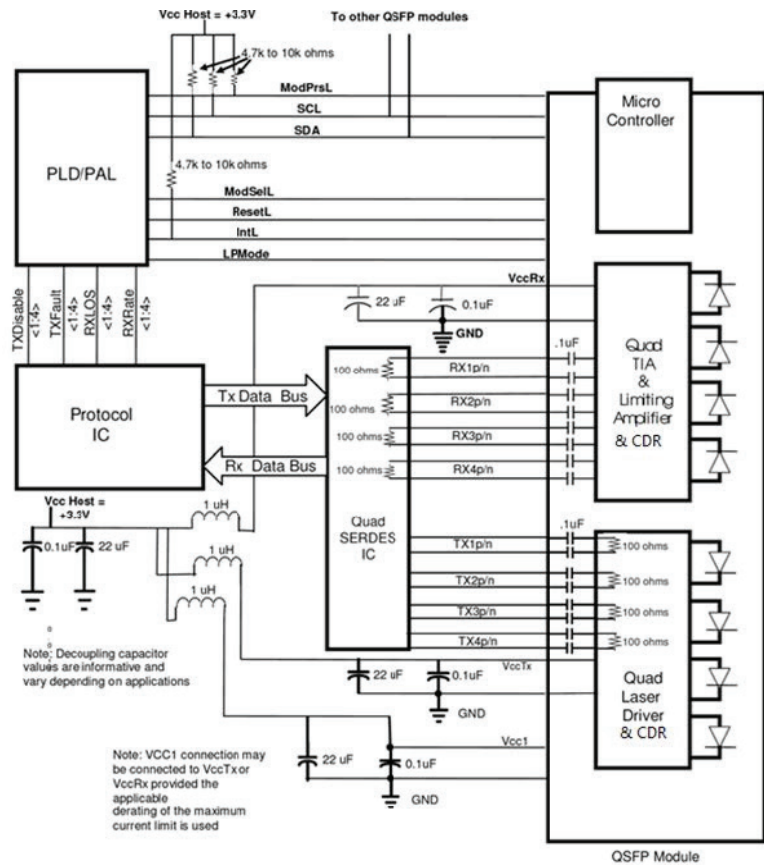 Vcc Host = +3.3V
To other QSFP modules
4.7k to 10k ohms
ModPrsL
SCL
SDA
Micro
Controller
PLD/PAL
4.7k to 10k ohms
ModSelL
ResetL
IntL
LPMode
TXDisable
<1:4>
TXFault
<1:4>
RXLOS
<1:4>
RXRate
<1:4>
VccRx
22 uF
0.1uF
GND
Protocol
IC
Tx Data Bus
Rx Data Bus
100 ohms
100 ohms
100 ohms
100 ohms
Quad
SERDES
IC
.1uF
RX1p/n
RX2p/n
RX3p/n
RX4p/n
Quad
TIA
&
Limiting
Amplifier
& CDR
Vcc Host =
+3.3V
0.1uF
22 uF
1 uH
1 uH
1 uH
.1uF
TX1p/n
TX2p/n
TX3p/n
TX4p/n
100 ohms
100 ohms
100 ohms
100 ohms
Quad
Laser
Driver
& CDR
Note: Decoupling capacitor
values are informative and
vary depending on applications
VccTx
22 uF
0.1uF
GND
Vcc1
Note: VCC1 connection may
be connected to VccTx or
VccRx provided the
applicable
derating of the maximum
current limit is used
22 uF
0.1uF
GND
QSFP Module